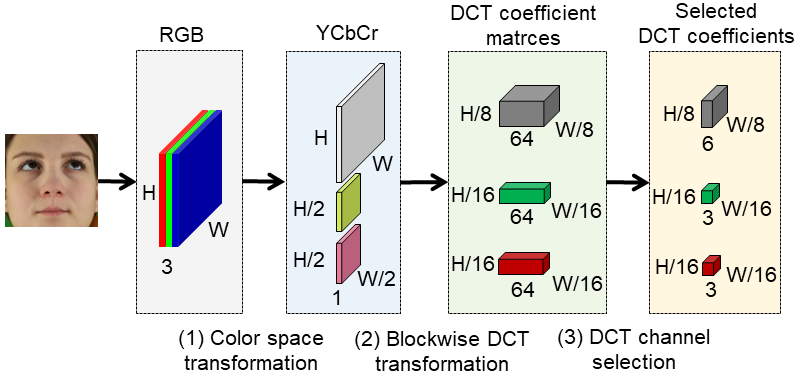 RGB
H
W
3
YCbCr
H
W
H/2
H/2
W/2
1
DCT coefficient
matrces
H/8
64
W/8
H/16
64
W/16
H/16
64
W/16
Selected
DCT coefficients
H/8
6
W/8
H/16
3
W/16
H/16
3
W/16
(1) Color space
transformation
(2) Blockwise DCT
transformation
(3) DCT channel
selection